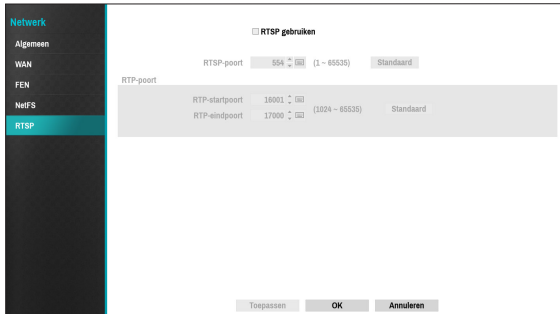 Netwerk
Algemeen
WAN
FEN
NetFS
RTSP
RTSP gebruiken
RTSP-poort 554 (1 ~ 65535) Standaard
RTP-poort
RTP-startpoort 16001
(1024 ~ 65535) Standaard
RTP-eindpoort 17000
Toepassen OK Annuleren